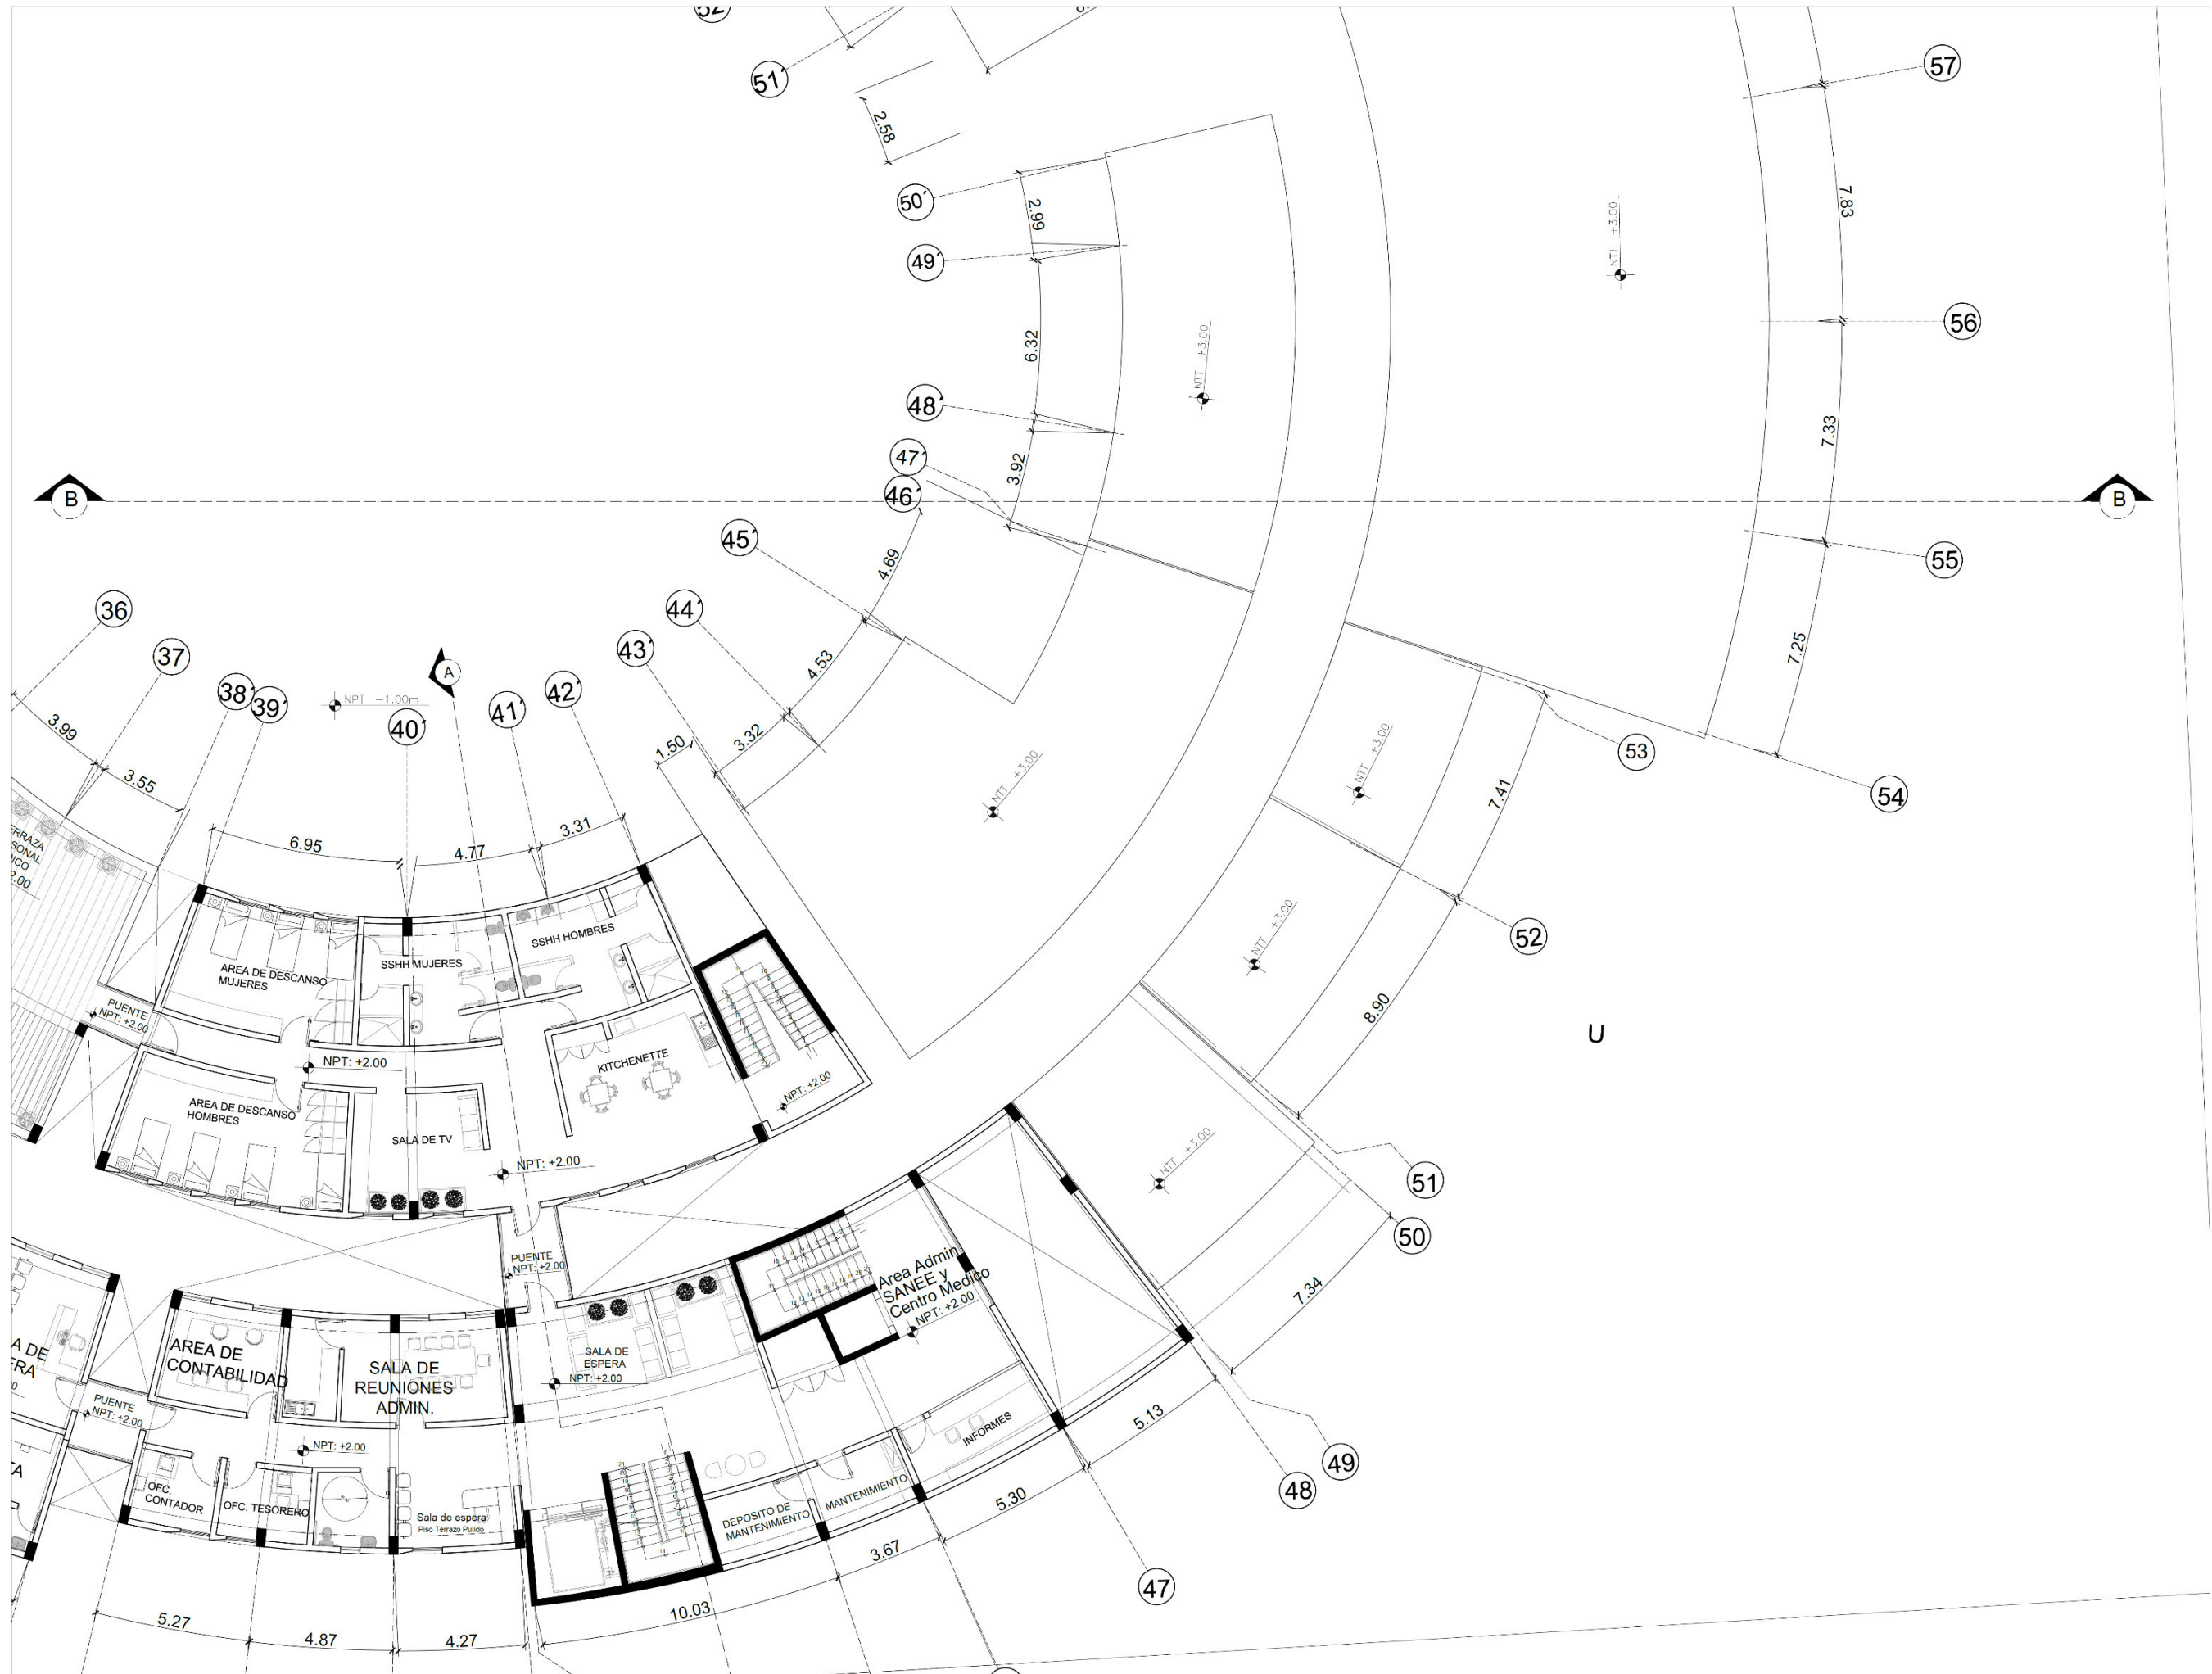 52
51´
57
2.58
50´
2.99
7.83
49´
NTT +3.00
56
6.32
NTT +3.00
48´
7.33
47´
3.92
46´
B
B
45´
55
4.69
36
44´
4.53
7.25
37
43´
38´
39´
A
NPT -1.00m
42´
41´
40´
3.99
3.32
1.50
53
3.55
NTT +3.00
NTT +3.00
7.41
54
3.31
6.95
4.77
SSHH HOMBRES
52
SSHH MUJERES
NTT +3.00
AREA DE DESCANSO
MUJERES
PUENTE
NPT: +2.00
8.90
U
KITCHENETTE
NPT: +2.00
NPT: +2.00
AREA DE DESCANSO
HOMBRES
SALA DE TV
NTT +3.00
NPT: +2.00
51
50
PUENTE
NPT: +2.00
Area Admin
SANEE y
Centro Medico
NPT: +2.00
7.34
AREA DE
CONTABILIDAD
SALA DE
REUNIONES
ADMIN.
SALA DE
ESPERA
NPT: +2.00
PUENTE
NPT: +2.00
5.13
INFORMES
NPT: +2.00
49
48
OFC.
CONTADOR
OFC. TESORERO
Sala de espera
Piso Terrazo Pulido
DEPOSITO DE
MANTENIMIENTO
MANTENIMIENTO
5.30
3.67
47
10.03
5.27
4.87
4.27